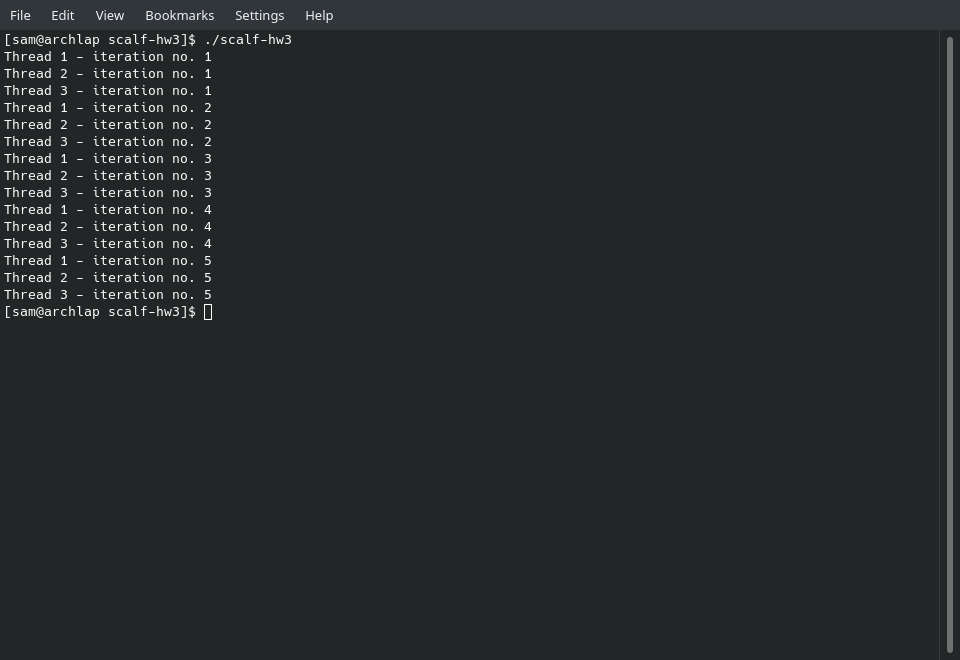 File Edit View Bookmarks Settings Help
[sam@archlap scalf-hw3]$ ./scalf-hw3
Thread 1 - iteration no. 1
Thread 2 - iteration no. 1
Thread 3 - iteration no. 1
Thread 1 - iteration no. 2
Thread 2 - iteration no. 2
Thread 3 - iteration no. 2
Thread 1 - iteration no. 3
Thread 2 - iteration no. 3
Thread 3 - iteration no. 3
Thread 1 - iteration no. 4
Thread 2 - iteration no. 4
Thread 3 - iteration no. 4
Thread 1 - iteration no. 5
Thread 2 - iteration no. 5
Thread 3 - iteration no. 5
[sam@archlap scalf-hw3]$